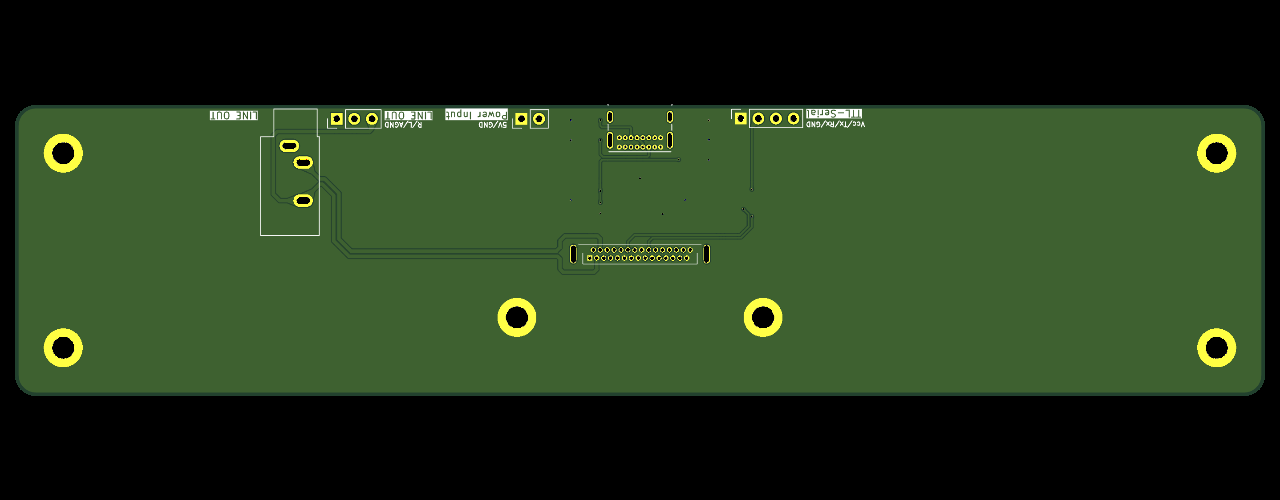 LINE OUT
LINE OUT
R/L/AGND
Power Input
5V/GND
TTL-Serial
Vcc/Tx/Rx/GND